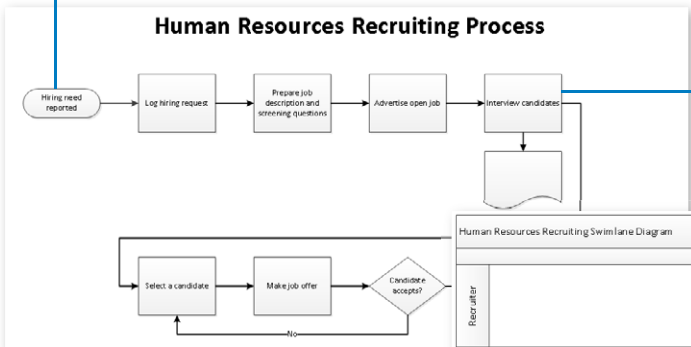 Human Resources Recruiting Process
Hiring need
reported
Log hiring request
Prepare job
description and
screening questions
Advertise open job
Interview candidates
Human Resources Recruiting Swimlane Diagram
Select a candidate
Make job offer
Candidate
accepts?
Recruiter
No